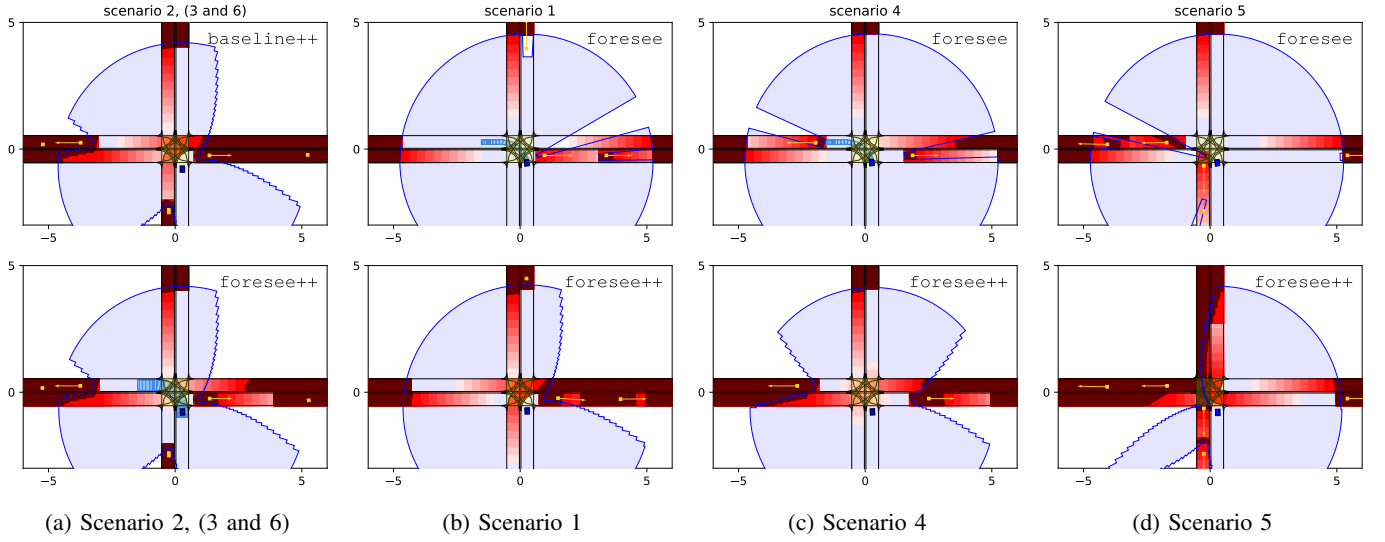 scenario 2, (3 and 6)
scenario 1
scenario 4
scenario 5
baseline++
foresee
foresee
foresee
5
0
−5
0
5
5
0
−5
0
5
5
0
−5
0
5
5
0
−5
0
5
foresee++
foresee++
foresee++
foresee++
5
0
−5
0
5
5
0
−5
0
5
5
0
−5
0
5
5
0
−5
0
5
(a) Scenario 2, (3 and 6)
(b) Scenario 1
(c) Scenario 4
(d) Scenario 5